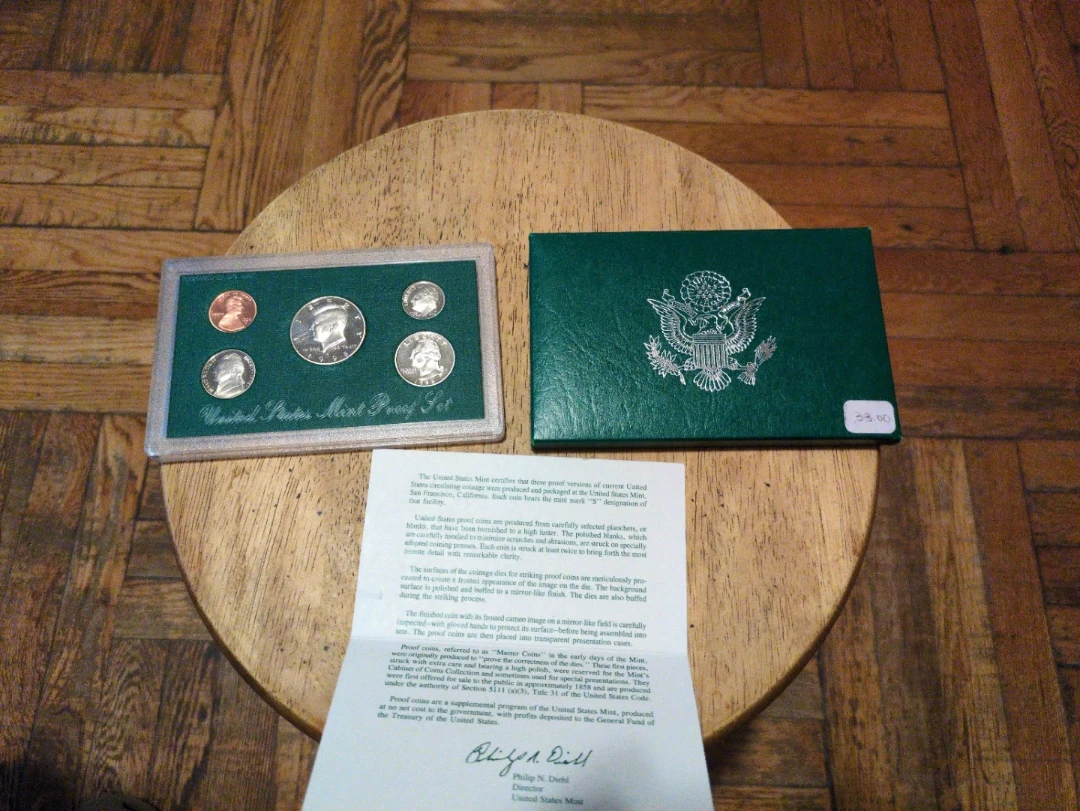 LIBERTY
United States Mint Proof Set
33.00
The United States Mint certifies that these proof versions of current United
States circulating coinage were produced and packaged at the United States Mint,
San Francisco, California. Each coin bears the mint mark "S" designation of
that facility.
United States proof coins are produced from carefully selected planchets, or
blanks, that have been burnished to a high luster. The polished blanks, which
are carefully handled to minimize scratches and abrasions, are struck on specially
adapted coining presses. Each coin is struck at least twice to bring forth the most
minute detail with remarkable clarity.
The surfaces of the coinage dies for striking proof coins are meticulously pro-
cessed to create a frosted appearance of the image on the die. The background
surface is polished and buffed to a mirror-like finish. The dies are also buffed
during the striking process.
The finished coin with its frosted cameo image on a mirror-like field is carefully
inspected—with gloved hands to protect its surface—before being assembled into
sets. The proof coins are then placed into transparent presentation cases.
Proof coins, referred to as "Master Coins" in the early days of the Mint,
were originally produced to "prove the correctness of the dies." These first pieces,
struck with extra care and bearing a high polish, were reserved for the Mint's
Cabinet of Coins Collection and sometimes used for special presentations. They
were first offered for sale to the public in approximately 1858 and are produced
under the authority of Section 5111 (a)(3), Title 31 of the United States Code.
Proof coins are a supplemental program of the United States Mint, produced
at no net cost to the government, with profits deposited to the General Fund of
the Treasury of the United States.
Philip N. Diehl
Philip N. Diehl
Director
United States Mint